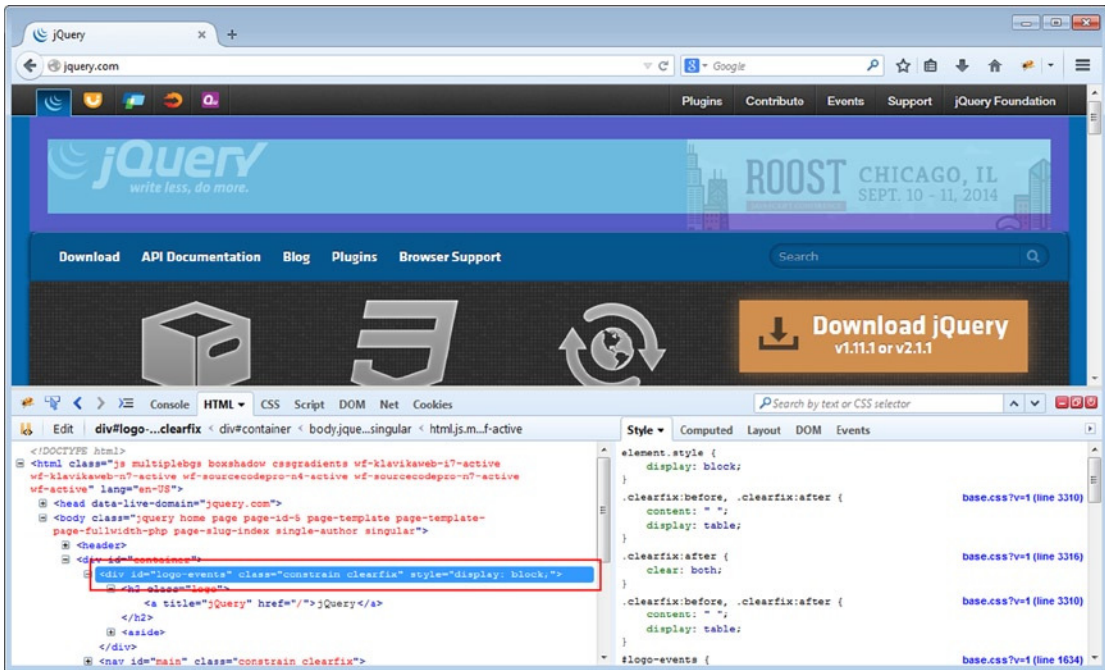 jQuery
jquery.com
Google
Plugins Contribute Events Support jQuery Foundation
jQuery
write less, do more.
ROOST CHICAGO, IL
SEPT. 10 - 11, 2014
Download API Documentation Blog Plugins Browser Support
Search
Download jQuery
v1.11.1 or v2.1.1
Console HTML CSS Script DOM Net Cookies
Search by text or CSS selector
Edit div#logo-...clearfix < div#container < body.jque...singular < html.js.m...f-active
<!DOCTYPE html>
<html class="js multiplebgs boxshadow cssgradients wf-klavikaweb-i7-active
wf-klavikaweb-n7-active wf-sourcecodepro-n4-active wf-sourcecodepro-n7-active
wf-active" lang="en-US">
<head data-live-domain="jquery.com">
<body class="jquery home page page-id-5 page-template page-template-
page-fullwidth-php page-slug-index single-author singular">
<header>
<div id="container">
<div id="logo-events" class="constrain clearfix" style="display: block;">
<h2 class="logo">
<a title="jQuery" href="/">jQuery</a>
</h2>
<aside>
</div>
<nav id="main" class="constrain clearfix">
Style Computed Layout DOM Events
element.style {
display: block;
}
.clearfix:before, .clearfix:after { base.css?v=1 (line 3310)
content: " ";
display: table;
}
.clearfix:after { base.css?v=1 (line 3316)
clear: both;
}
.clearfix:before, .clearfix:after { base.css?v=1 (line 3310)
content: " ";
display: table;
}
#logo-events { base.css?v=1 (line 1634)